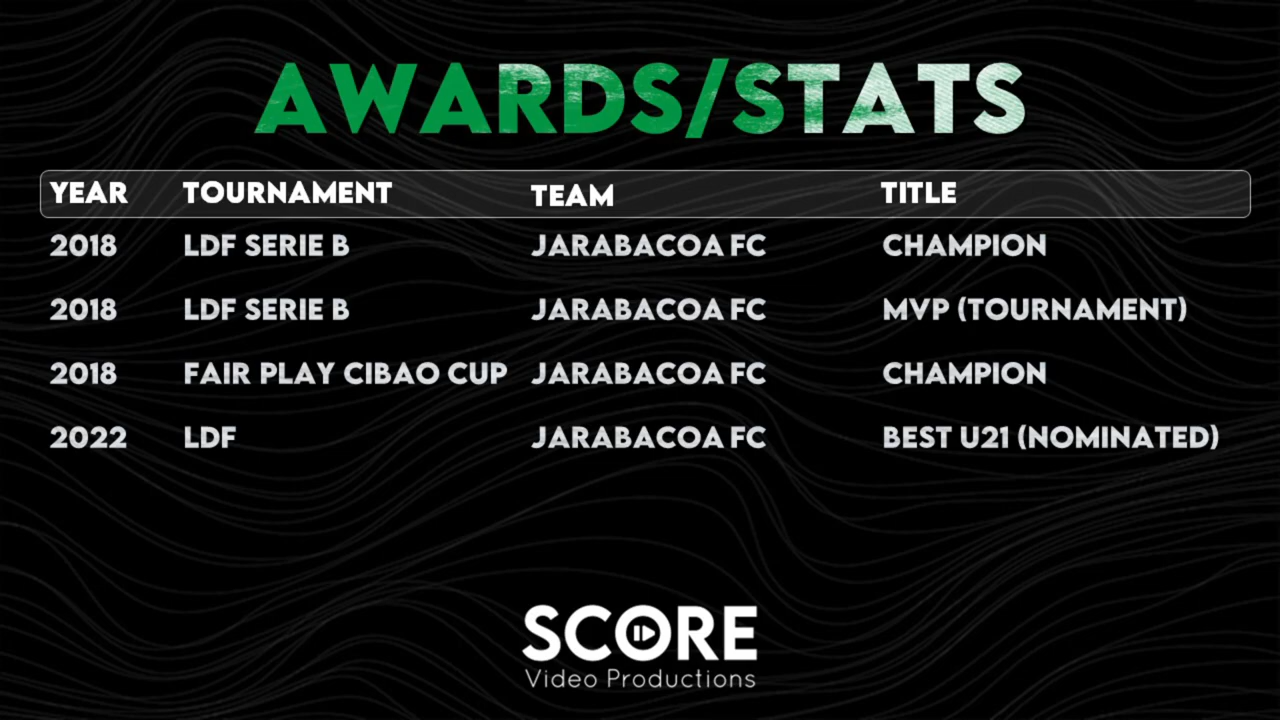 AWARDS/STATS
YEAR TOURNAMENT TEAM TITLE
2018 LDF SERIE B JARABACOA FC CHAMPION
2018 LDF SERIE B JARABACOA FC MVP (TOURNAMENT)
2018 FAIR PLAY CIBAO CUP JARABACOA FC CHAMPION
2022 LDF JARABACOA FC BEST U21 (NOMINATED)
SCORE
Video Productions